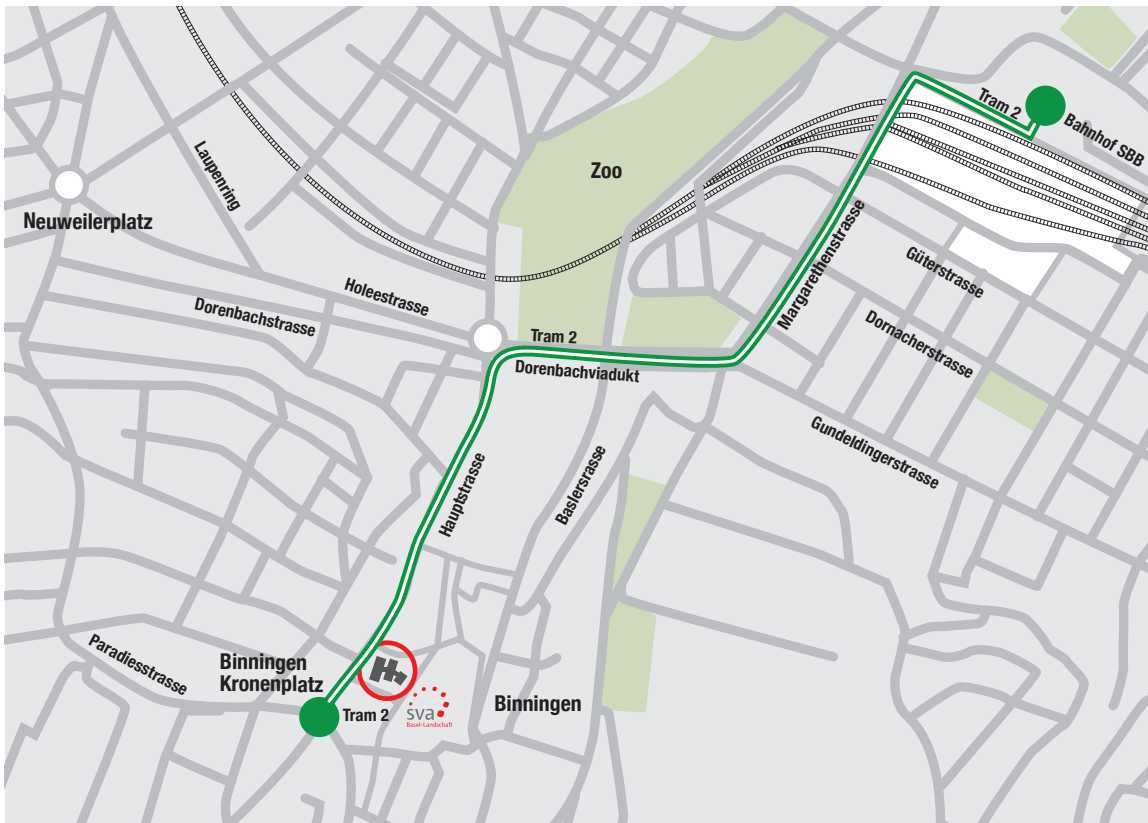 Tram 2
Bahnhof SBB
Laupenring
Zoo
Neuweilerplatz
Margarethenstrasse
Güterstrasse
Holeestrasse
Dorenbachstrasse
Tram 2
Dorenbachviadukt
Dornacherstrasse
Gundeldingerstrasse
Hauptstrasse
Baslersrasse
Paradiesstrasse
Binningen
Kronenplatz
Tram 2
sva
Basel-Landschaft
Binningen